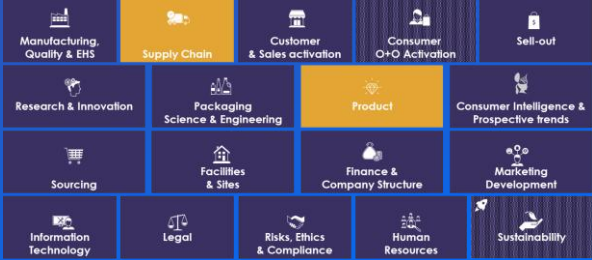 Manufacturing,
Quality & EHS
Supply Chain
Customer
& Sales activation
Consumer
O+O Activation
Sell-out
Research & Innovation
Packaging
Science & Engineering
Product
Consumer Intelligence &
Prospective trends
Sourcing
Facilities
& Sites
Finance &
Company Structure
Marketing
Development
Information
Technology
Legal
Risks, Ethics
& Compliance
Human
Resources
Sustainability